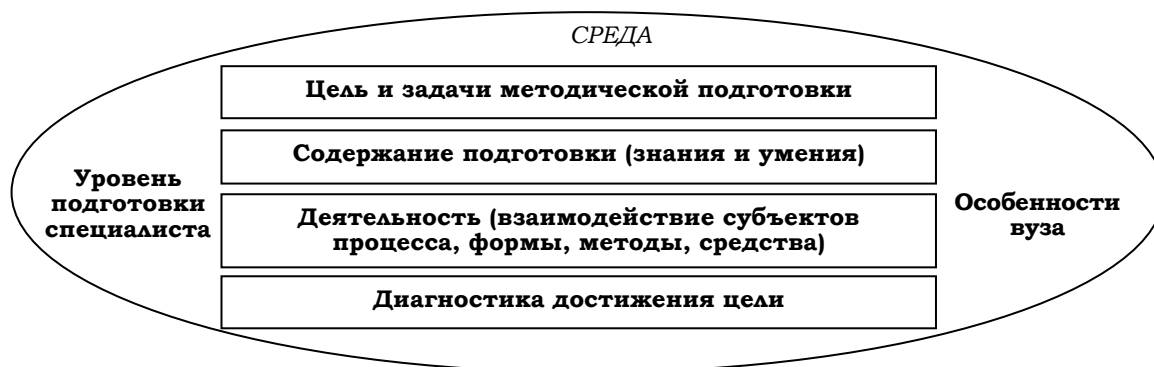 СРЕДА
Цель и задачи методической подготовки
Содержание подготовки (знания и умения)
Уровень
подготовки
специалиста
Деятельность (взаимодействие субъектов
процесса, формы, методы, средства)
Особенности
вуза
Диагностика достижения цели